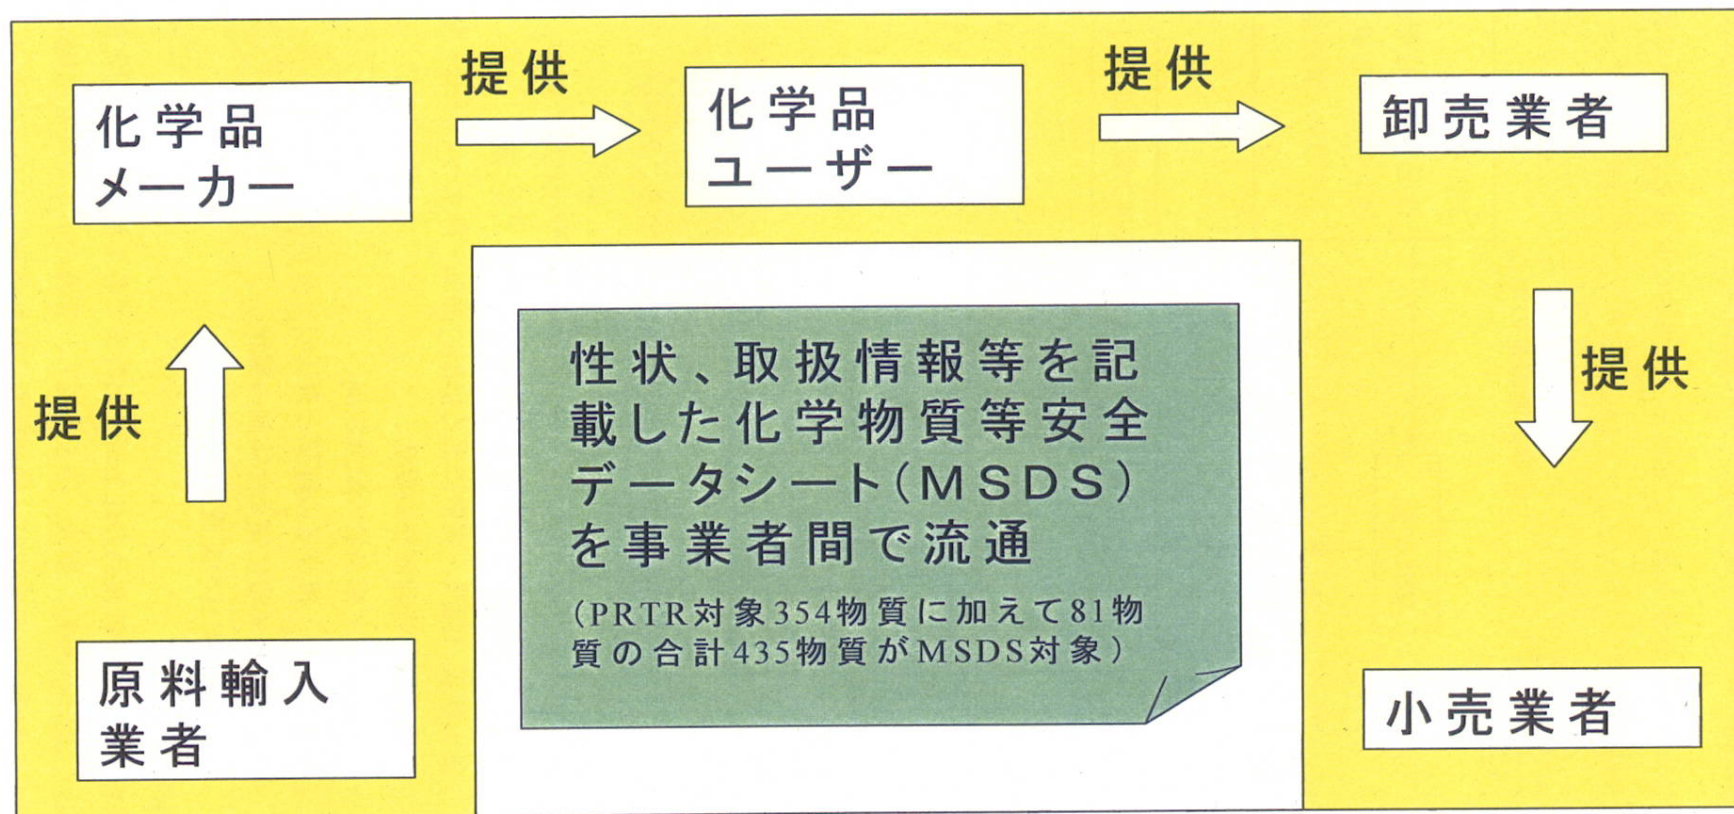 提供
提供
化学品
メーカー
化学品
ユーザー
卸売業者
提供
提供
性状、取扱情報等を記
載した化学物質等安全
データシート（MSDS）
を事業者間で流通
（PRTR対象354物質に加えて81物
質の合計435物質がMSDS対象）
原料輸入
業者
小売業者